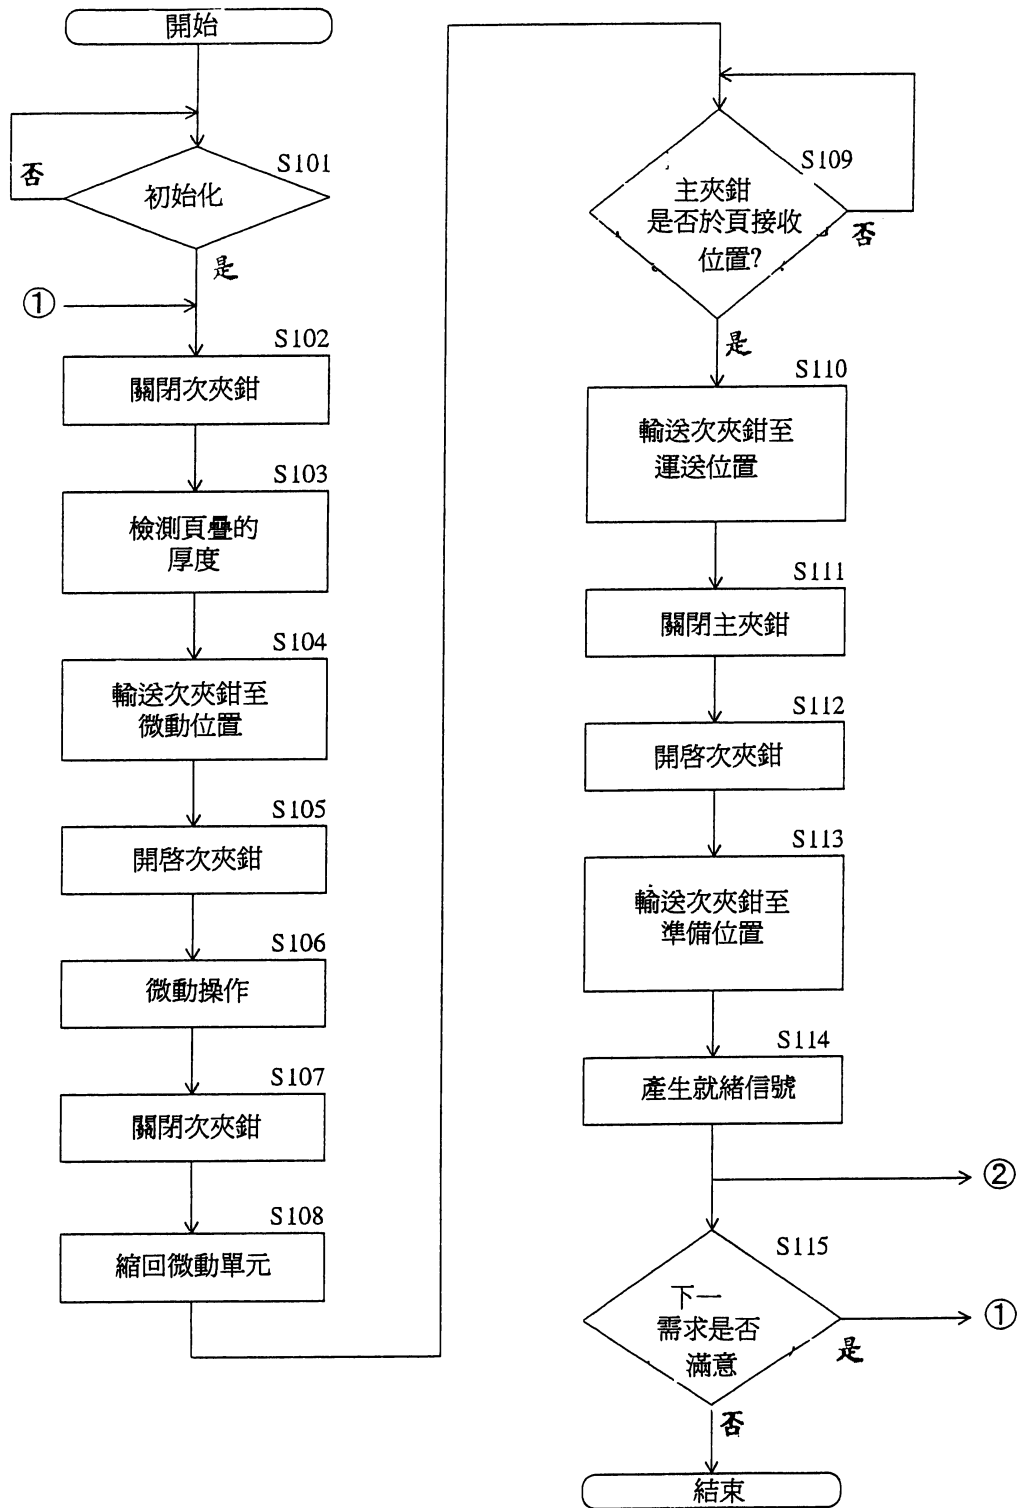 開始
S101
初始化
否
是
①
S102
關閉次夾鉗
S103
檢測頁疊的
厚度
S104
輸送次夾鉗至
微動位置
S105
開啓次夾鉗
S106
微動操作
S107
關閉次夾鉗
S108
縮回微動單元
S109
主夾鉗
是否於頁接收
位置?
否
是
S110
輸送次夾鉗至
運送位置
S111
關閉主夾鉗
S112
開啓次夾鉗
S113
輸送次夾鉗至
準備位置
S114
產生就緒信號
②
S115
下一
需求是否
滿意
是
①
否
結束